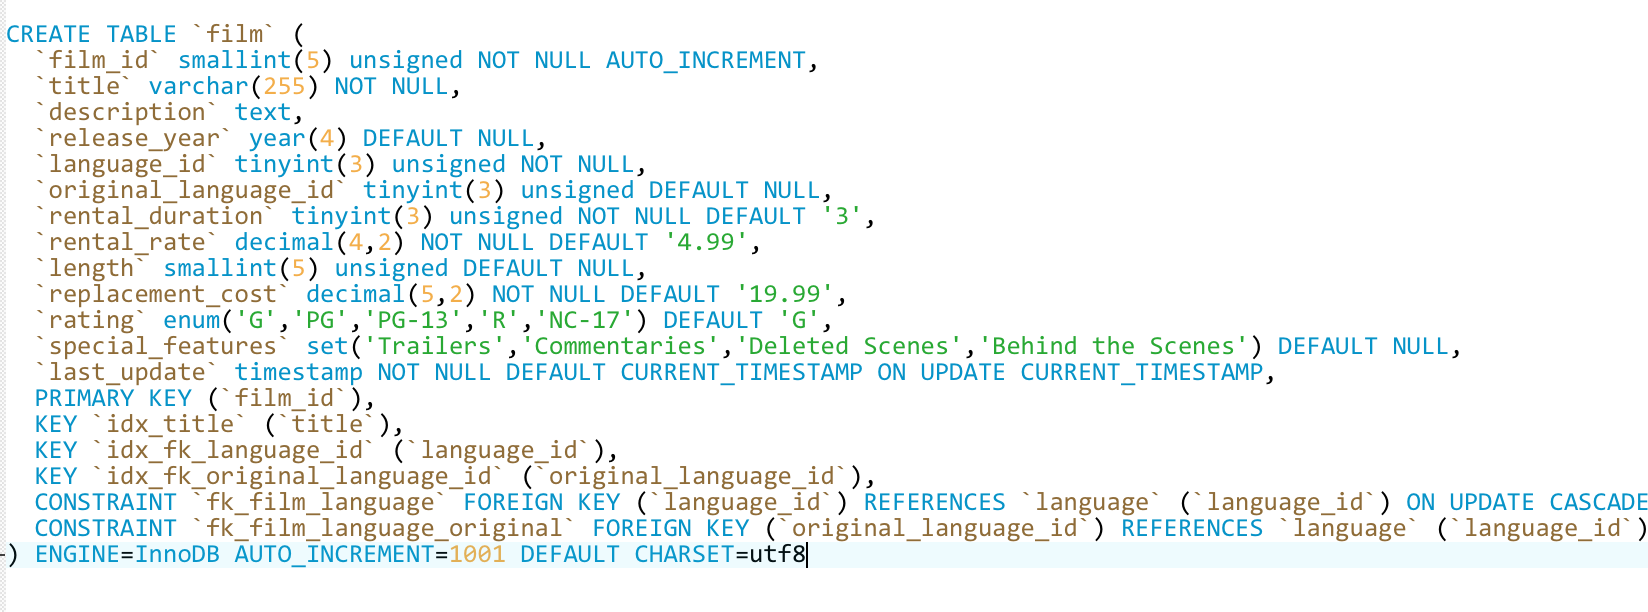 CREATE TABLE `film` (
  `film_id` smallint(5) unsigned NOT NULL AUTO_INCREMENT,
  `title` varchar(255) NOT NULL,
  `description` text,
  `release_year` year(4) DEFAULT NULL,
  `language_id` tinyint(3) unsigned NOT NULL,
  `original_language_id` tinyint(3) unsigned DEFAULT NULL,
  `rental_duration` tinyint(3) unsigned NOT NULL DEFAULT '3',
  `rental_rate` decimal(4,2) NOT NULL DEFAULT '4.99',
  `length` smallint(5) unsigned DEFAULT NULL,
  `replacement_cost` decimal(5,2) NOT NULL DEFAULT '19.99',
  `rating` enum('G','PG','PG-13','R','NC-17') DEFAULT 'G',
  `special_features` set('Trailers','Commentaries','Deleted Scenes','Behind the Scenes') DEFAULT NULL,
  `last_update` timestamp NOT NULL DEFAULT CURRENT_TIMESTAMP ON UPDATE CURRENT_TIMESTAMP,
  PRIMARY KEY (`film_id`),
  KEY `idx_title` (`title`),
  KEY `idx_fk_language_id` (`language_id`),
  KEY `idx_fk_original_language_id` (`original_language_id`),
  CONSTRAINT `fk_film_language` FOREIGN KEY (`language_id`) REFERENCES `language` (`language_id`) ON UPDATE CASCADE
  CONSTRAINT `fk_film_language_original` FOREIGN KEY (`original_language_id`) REFERENCES `language` (`language_id`)
) ENGINE=InnoDB AUTO_INCREMENT=1001 DEFAULT CHARSET=utf8